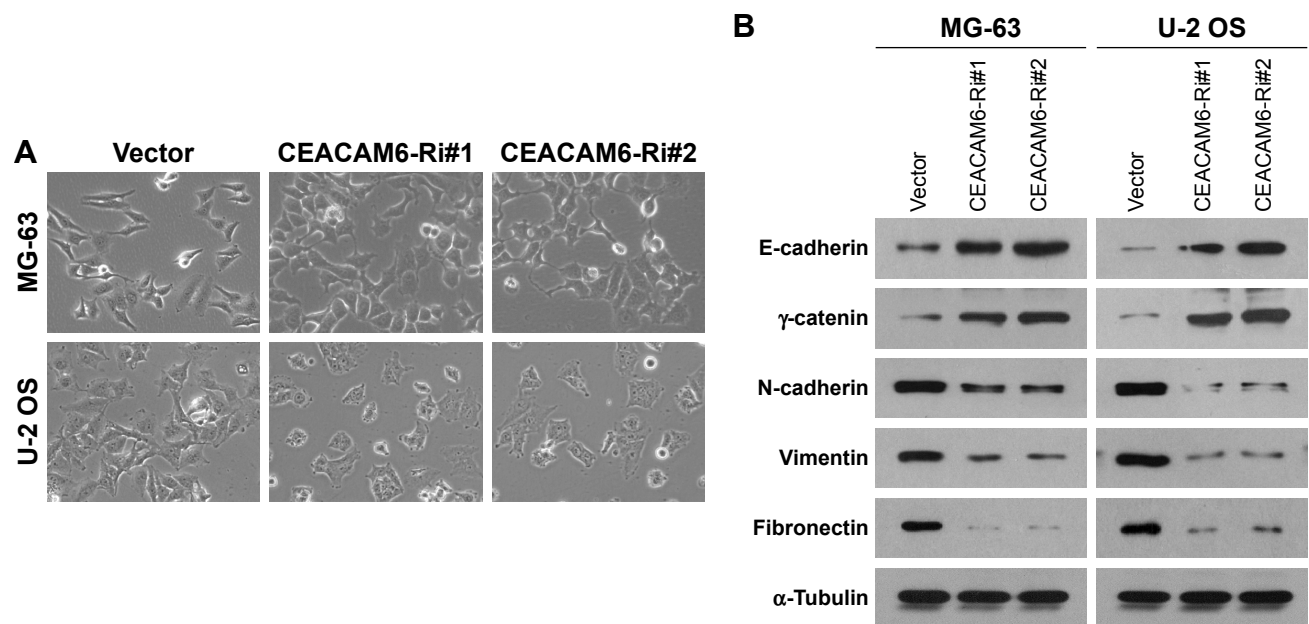 A
Vector
CEACAM6-Ri#1
CEACAM6-Ri#2
MG-63
U-2 OS
B
MG-63
U-2 OS
Vector
CEACAM6-Ri#1
CEACAM6-Ri#2
Vector
CEACAM6-Ri#1
CEACAM6-Ri#2
E-cadherin
γ-catenin
N-cadherin
Vimentin
Fibronectin
α-Tubulin